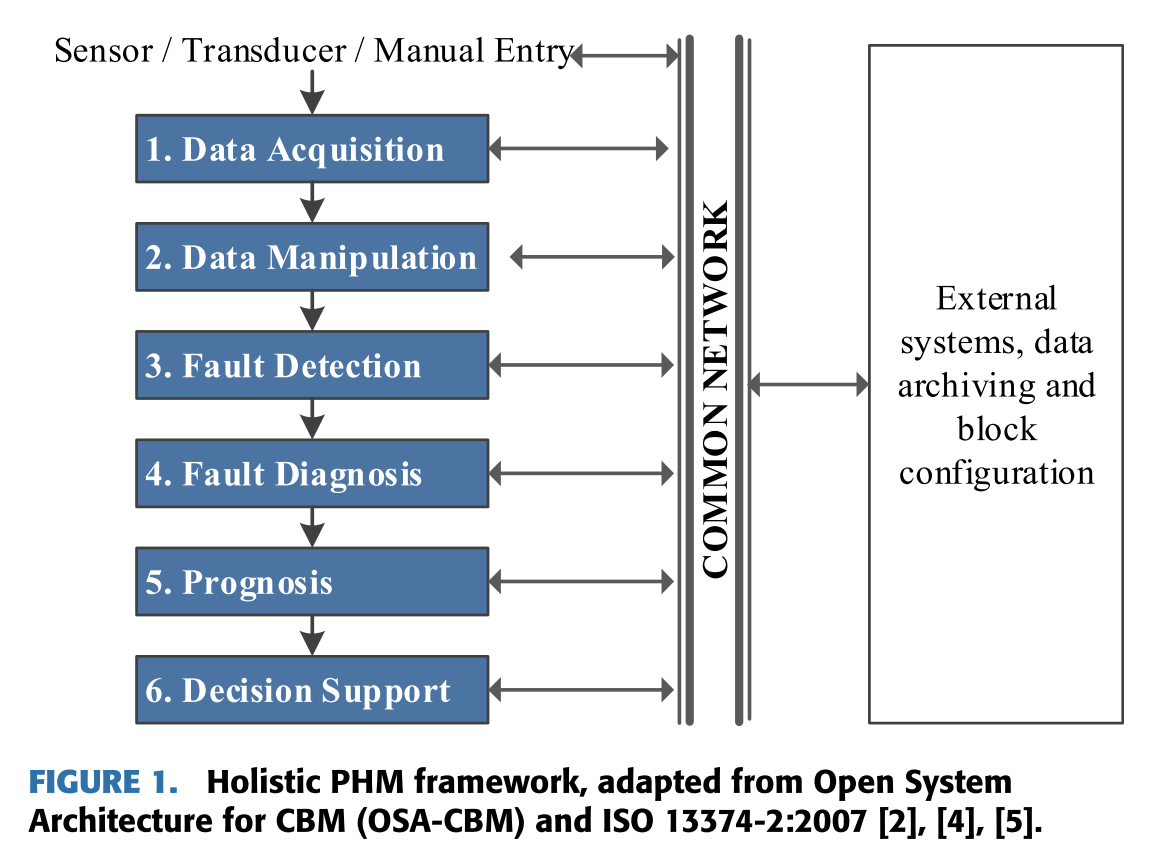 Sensor / Transducer / Manual Entry
1. Data Acquisition
2. Data Manipulation
3. Fault Detection
4. Fault Diagnosis
5. Prognosis
6. Decision Support
COMMON NETWORK
External
systems, data
archiving and
block
configuration
FIGURE 1. Holistic PHM framework, adapted from Open System
Architecture for CBM (OSA-CBM) and ISO 13374-2:2007 [2], [4], [5].